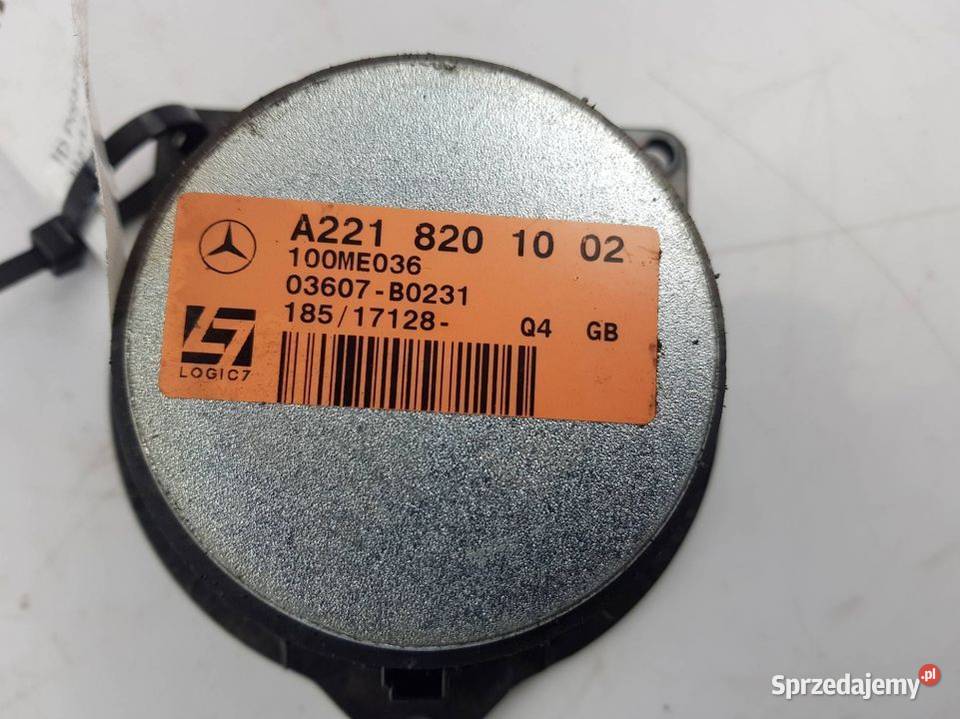 A221 820 10 02
100ME036
03607-B0231
185/17128- Q4 GB
LOGIC7
Sprzedajemy.pl